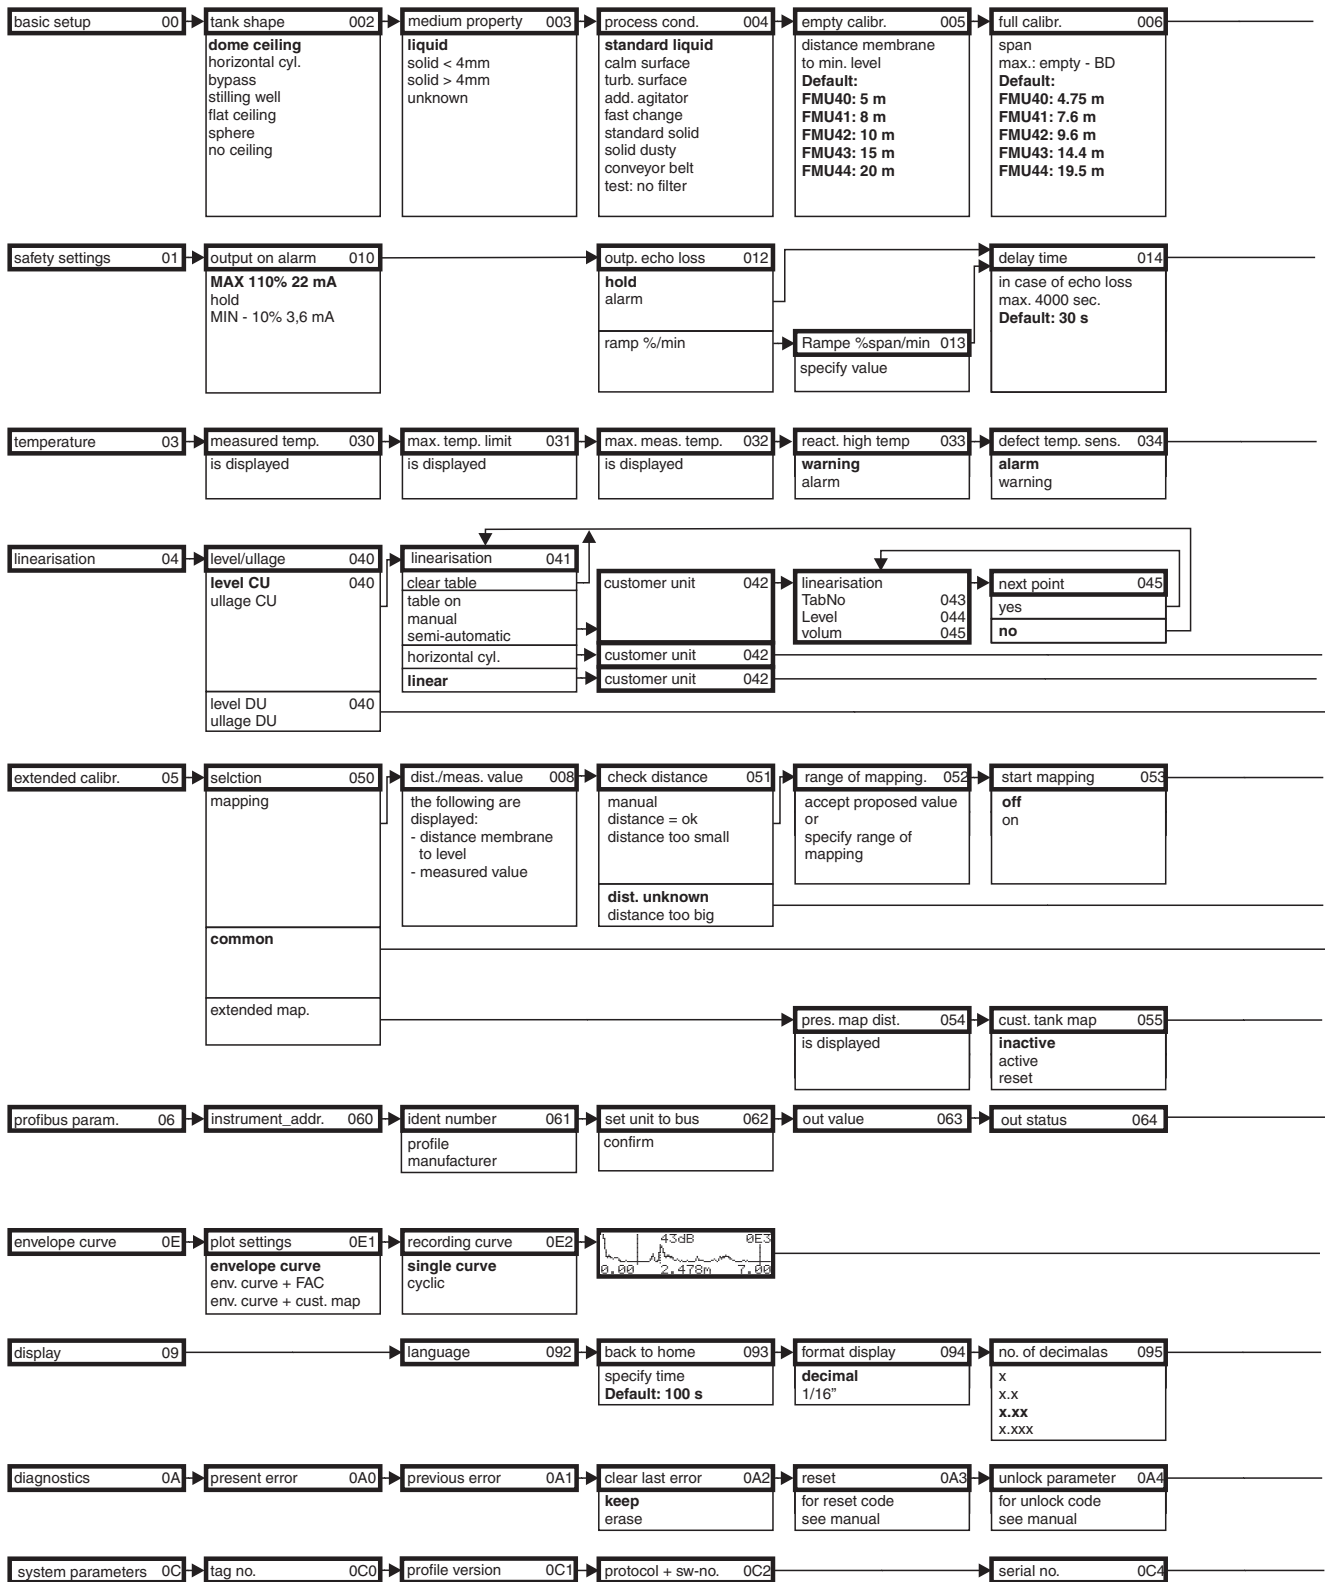 basic setup 00
tank shape 002
dome ceiling
horizontal cyl.
bypass
stilling well
flat ceiling
sphere
no ceiling
medium property 003
liquid
solid < 4mm
solid > 4mm
unknown
process cond. 004
standard liquid
calm surface
turb. surface
add. agitator
fast change
standard solid
solid dusty
conveyor belt
test: no filter
empty calibr. 005
distance membrane
to min. level
Default:
FMU40: 5 m
FMU41: 8 m
FMU42: 10 m
FMU43: 15 m
FMU44: 20 m
full calibr. 006
span
max.: empty - BD
Default:
FMU40: 4.75 m
FMU41: 7.6 m
FMU42: 9.6 m
FMU43: 14.4 m
FMU44: 19.5 m
safety settings 01
output on alarm 010
MAX 110% 22 mA
hold
MIN - 10% 3,6 mA
outp. echo loss 012
hold
alarm
ramp %/min
Rampe %span/min 013
specify value
delay time 014
in case of echo loss
max. 4000 sec.
Default: 30 s
temperature 03
measured temp. 030
is displayed
max. temp. limit 031
is displayed
max. meas. temp. 032
is displayed
react. high temp 033
warning
alarm
defect temp. sens. 034
alarm
warning
linearisation 04
level/ullage 040
level CU 040
ullage CU
level DU 040
ullage DU
linearisation 041
clear table
table on
manual
semi-automatic
horizontal cyl.
linear
customer unit 042
customer unit 042
customer unit 042
linearisation
TabNo 043
Level 044
volum 045
next point 045
yes
no
extended calibr. 05
selction 050
mapping
common
extended map.
dist./meas. value 008
the following are
displayed:
- distance membrane
to level
- measured value
check distance 051
manual
distance = ok
distance too small
dist. unknown
distance too big
range of mapping. 052
accept proposed value
or
specify range of
mapping
start mapping 053
off
on
pres. map dist. 054
is displayed
cust. tank map 055
inactive
active
reset
profibus param. 06
instrument_addr. 060
ident number 061
profile
manufacturer
set unit to bus 062
confirm
out value 063
out status 064
envelope curve 0E
plot settings 0E1
envelope curve
env. curve + FAC
env. curve + cust. map
recording curve 0E2
single curve
cyclic
43dB 0E3
0.00 2.478m 7.00
display 09
language 092
back to home 093
specify time
Default: 100 s
format display 094
decimal
1/16”
no. of decimalas 095
x
x.x
x.xx
x.xxx
diagnostics 0A
present error 0A0
previous error 0A1
clear last error 0A2
keep
erase
reset 0A3
for reset code
see manual
unlock parameter 0A4
for unlock code
see manual
system parameters 0C
tag no. 0C0
profile version 0C1
protocol + sw-no. 0C2
serial no. 0C4